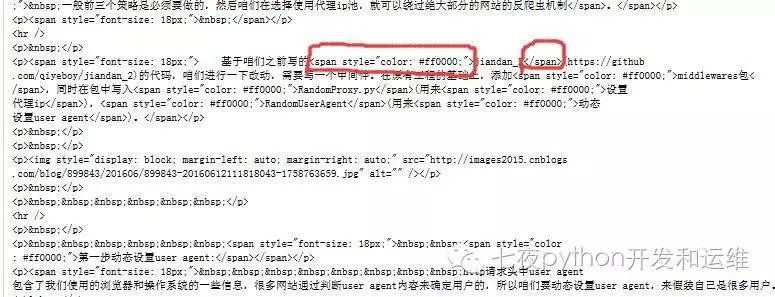 ;">&nbsp;一般前三个策略是必须要做的，然后咱们在选择使用代理ip池，就可以绕过绝大部分的网站的反爬虫机制</span>。</span></p>
<p><span style="font-size: 18px;">&nbsp;</span></p>
<hr />
<p>&nbsp;</p>
<p><span style="font-size: 18px;">　　基于咱们之前写的<span style="color: #ff0000;">jiandan_</span>(https://github
.com/qiyeboy/jiandan_2)的代码，咱们进行一下改动，需要写一个中间件。在原有工程的基础上，添加<span style="color: #ff0000;">middlewares包<
/span>，同时在包中写入<span style="color: #ff0000;">RandomProxy.py</span>(用来<span style="color: #ff0000;">设置
代理ip</span>)，<span style="color: #ff0000;">RandomUserAgent</span>(用来<span style="color: #ff0000;">动态
设置user agent</span>)。</span></p>
<p>&nbsp;</p>
<p>&nbsp;</p>
<p><img style="display: block; margin-left: auto; margin-right: auto;" src="http://images2015.cnblogs
.com/blog/899843/201606/899843-20160612111818043-1758763659.jpg" alt="" /></p>
<p>&nbsp;</p>
<p>&nbsp;&nbsp;&nbsp;&nbsp;&nbsp;</p>
<hr />
<p>&nbsp;</p>
<p>&nbsp;&nbsp;&nbsp;&nbsp;&nbsp;<span style="font-size: 18px;">&nbsp;&nbsp;<span style="color
: #ff0000;">第一步动态设置user agent:</span></span></p>
<p><span style="font-size: 18px;">&nbsp;&nbsp;&nbsp;&nbsp;&nbsp;&nbsp;http请求头中user agent
包含了我们使用的浏览器和操作系统的一些信息，很多网站通过判断user agent内容来确定用户的，所以咱们要动态设置user agent，来假装自己是很多用户。
七夜python开发和运维